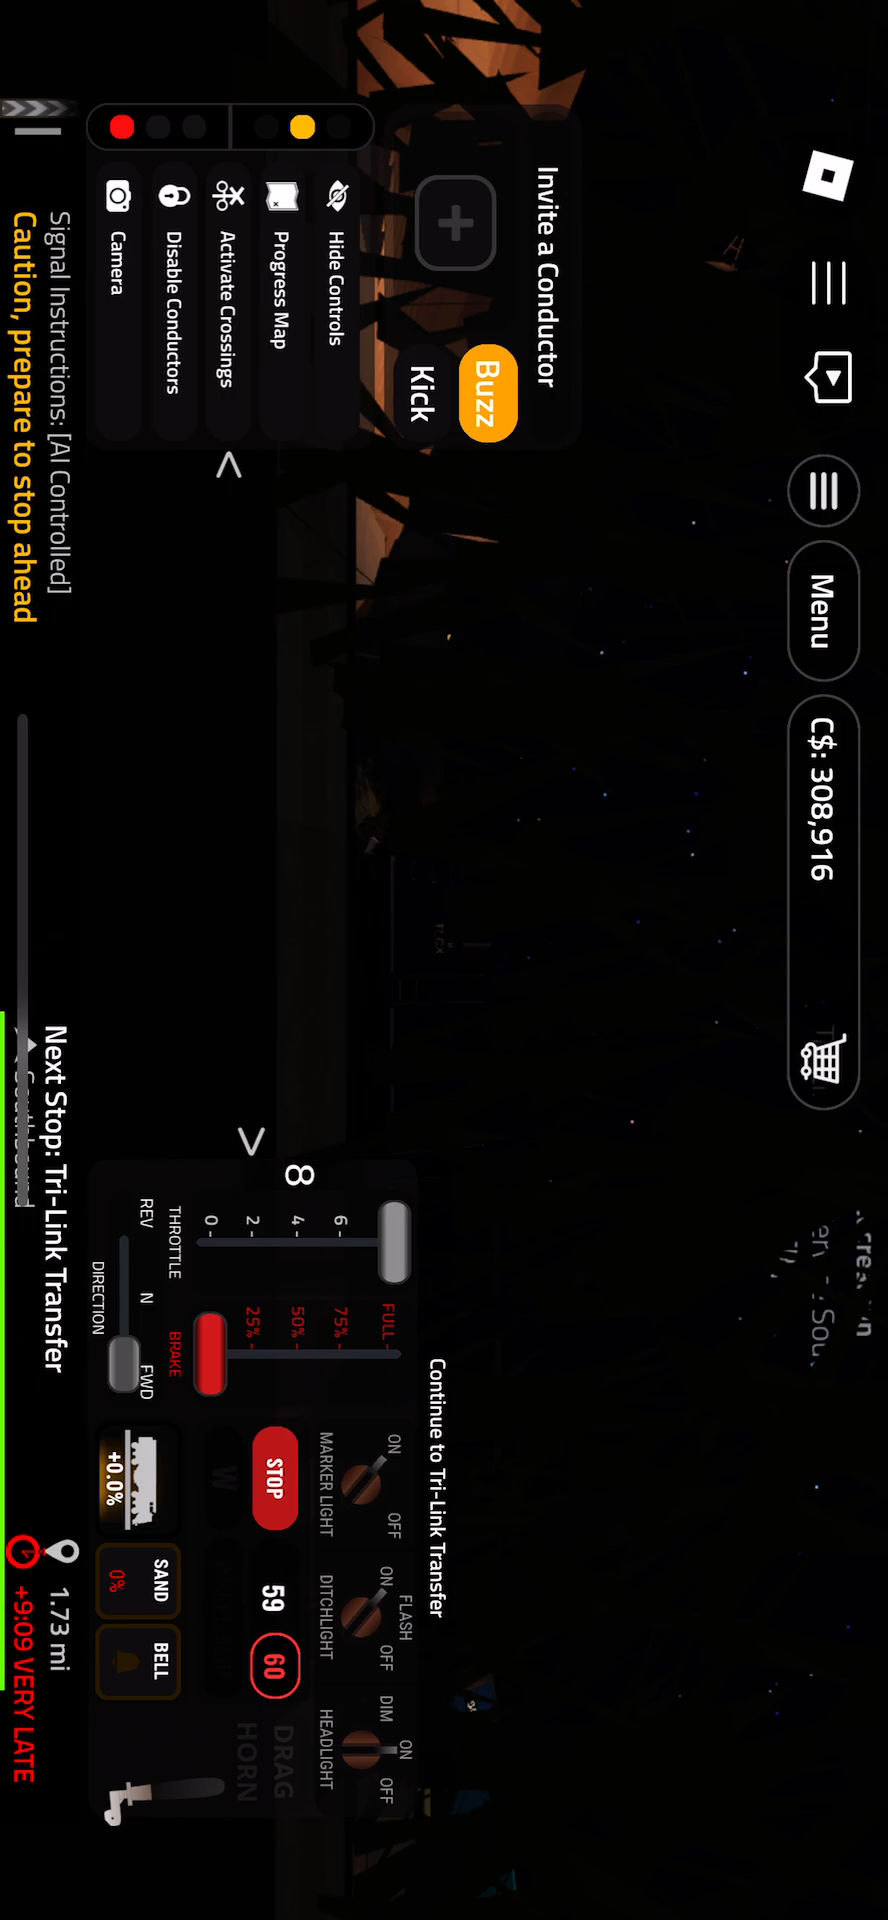 Menu
C$: 308,916
Invite a Conductor
Buzz
Kick
Hide Controls
Progress Map
Activate Crossings
Disable Conductors
Camera
Signal Instructions: [AI Controlled]
Caution, prepare to stop ahead
Next Stop: Tri-Link Transfer
Southbound
1.73 mi
+9:09 VERY LATE
Continue to Tri-Link Transfer
8
6 -
4 -
2 -
0 -
THROTTLE
FULL -
75% -
50% -
25% -
BRAKE
REV N FWD
DIRECTION
ON OFF
MARKER LIGHT
FLASH
ON OFF
DITCHLIGHT
DIM ON OFF
HEADLIGHT
STOP
W
59
60
DRAG
HORN
+0.0%
SAND
0%
BELL